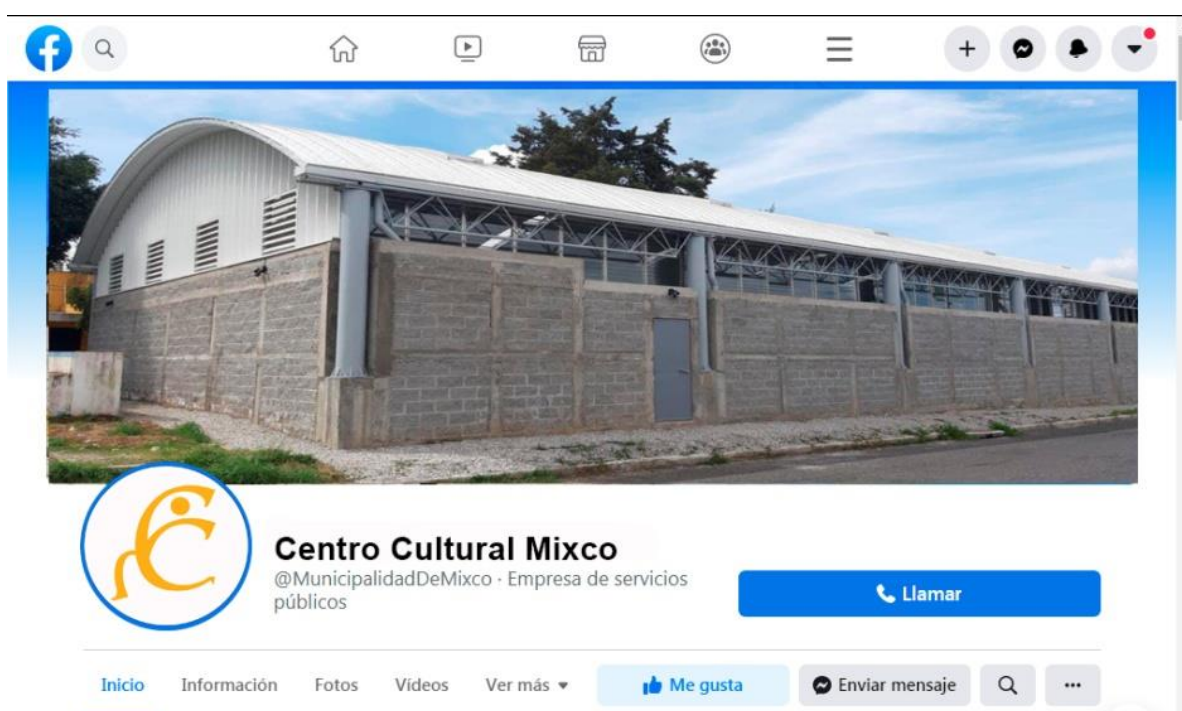 Centro Cultural Mixco
@MunicipalidadDeMixco · Empresa de servicios
públicos
Llamar
Inicio Información Fotos Vídeos Ver más Me gusta Enviar mensaje